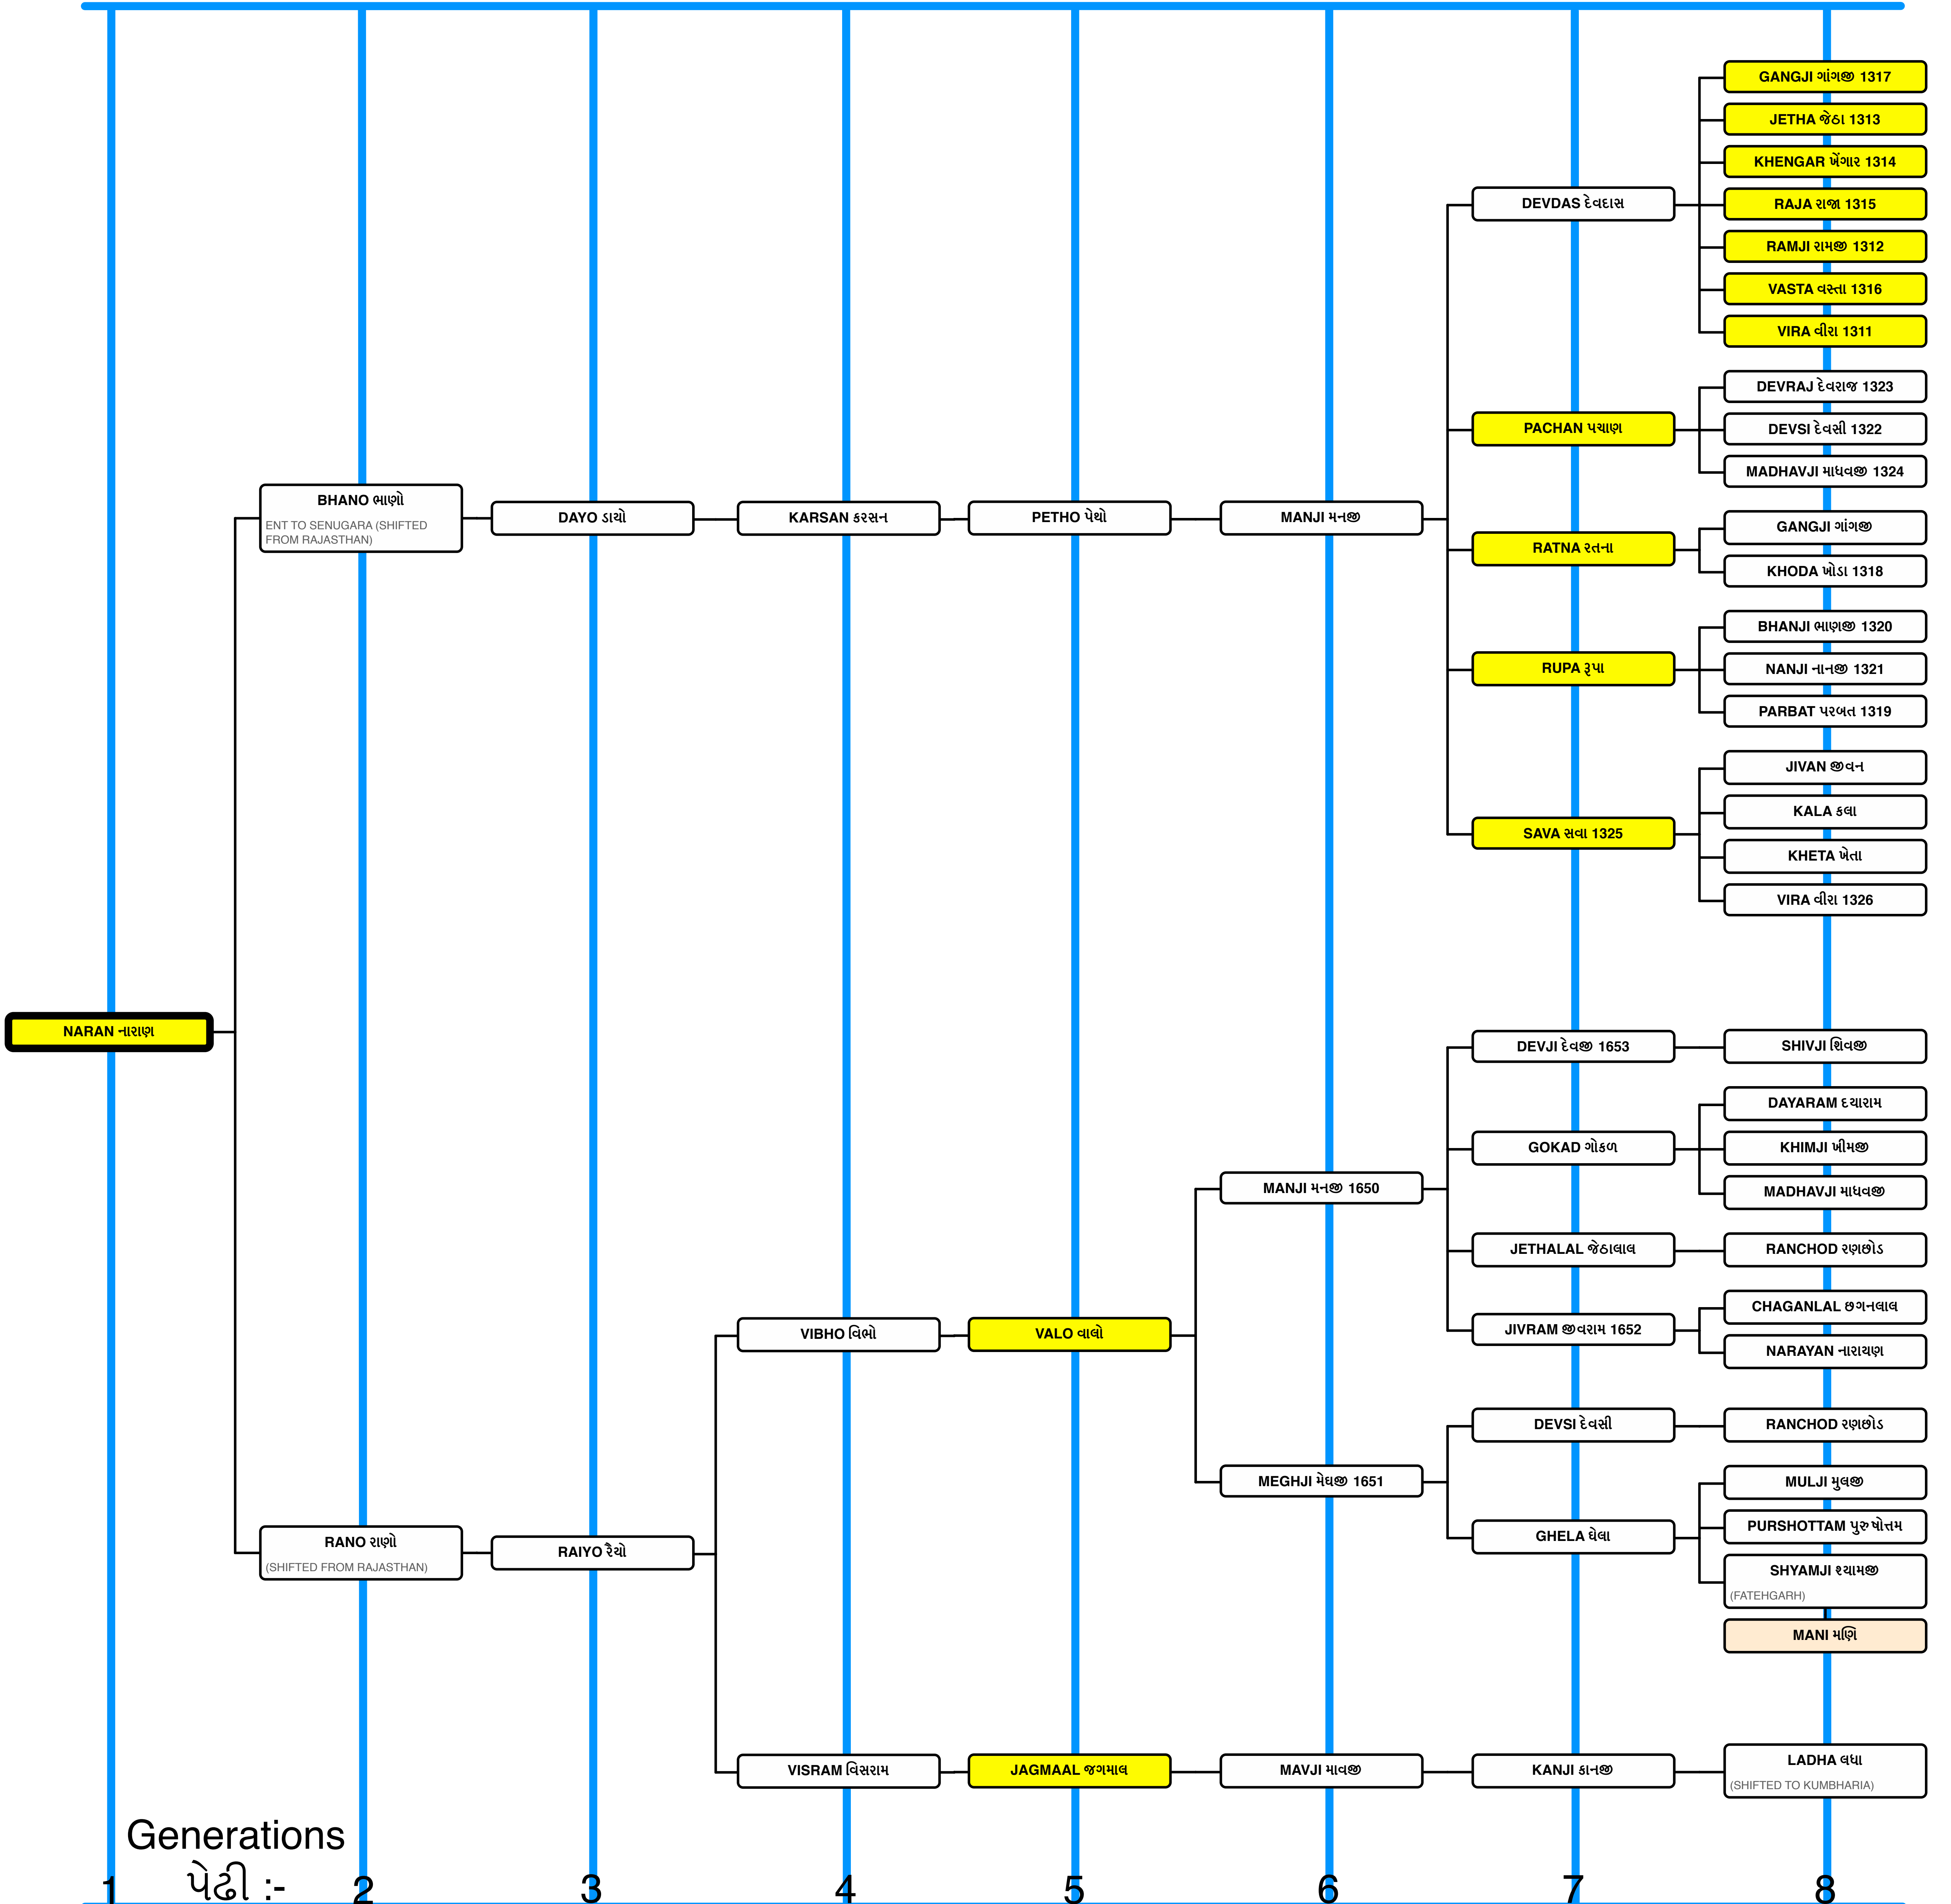 GANGJI ગાંગજી 1317
JETHA જેઠા 1313
KHENGAR ખેંગાર 1314
RAJA રાજા 1315
RAMJI રામજી 1312
VASTA વસ્તા 1316
VIRA વીરા 1311
DEVDAS દેવદાસ
DEVRAJ દેવરાજ 1323
DEVSI દેવસી 1322
MADHAVJI માધવજી 1324
PACHAN પચાણ
BHANO ભાણો
ENT TO SENUGARA (SHIFTED
FROM RAJASTHAN)
DAYO ડાયો
KARSAN કરસન
PETHO પેથો
MANJI મનજી
RATNA રતના
GANGJI ગાંગજી
KHODA ખોડા 1318
RUPA રૂપા
BHANJI ભાણજી 1320
NANJI નાનજી 1321
PARBAT પરબત 1319
SAVA સવા 1325
JIVAN જીવન
KALA કલા
KHETA ખેતા
VIRA વીરા 1326
NARAN નારાણ
DEVJI દેવજી 1653
SHIVJI શિવજી
GOKAD ગોકળ
DAYARAM દયારામ
KHIMJI ખીમજી
MADHAVJI માધવજી
MANJI મનજી 1650
JETHALAL જેઠાલાલ
RANCHOD રણછોડ
JIVRAM જીવરામ 1652
CHAGANLAL છગનલાલ
NARAYAN નારાયણ
VIBHO વિભો
VALO વાલો
DEVSI દેવસી
RANCHOD રણછોડ
MEGHJI મેઘજી 1651
GHELA ઘેલા
MULJI મુલજી
PURSHOTTAM પુરુષોત્તમ
SHYAMJI શ્યામજી
(FATEHGARH)
MANI મણિ
RANO રાણો
(SHIFTED FROM RAJASTHAN)
RAIYO રૈયો
VISRAM વિસરામ
JAGMAAL જગમાલ
MAVJI માવજી
KANJI કાનજી
LADHA લધા
(SHIFTED TO KUMBHARIA)
Generations
પેઢી :-
1 2 3 4 5 6 7 8